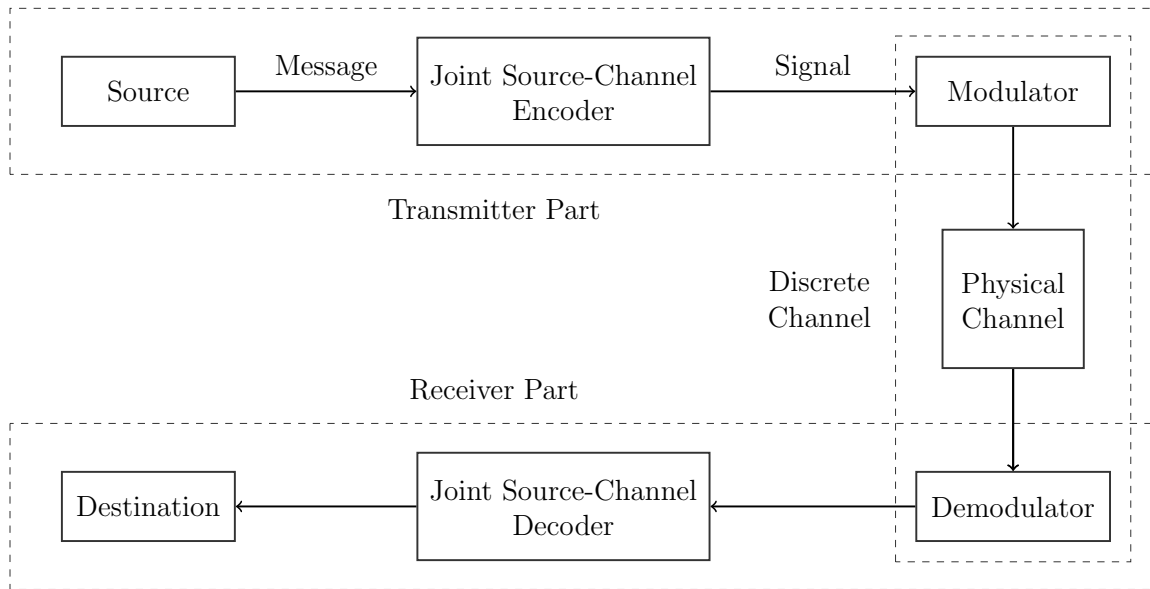 Source
Message
Joint Source-Channel
Encoder
Signal
Modulator
Transmitter Part
Discrete
Channel
Physical
Channel
Receiver Part
Destination
Joint Source-Channel
Decoder
Demodulator